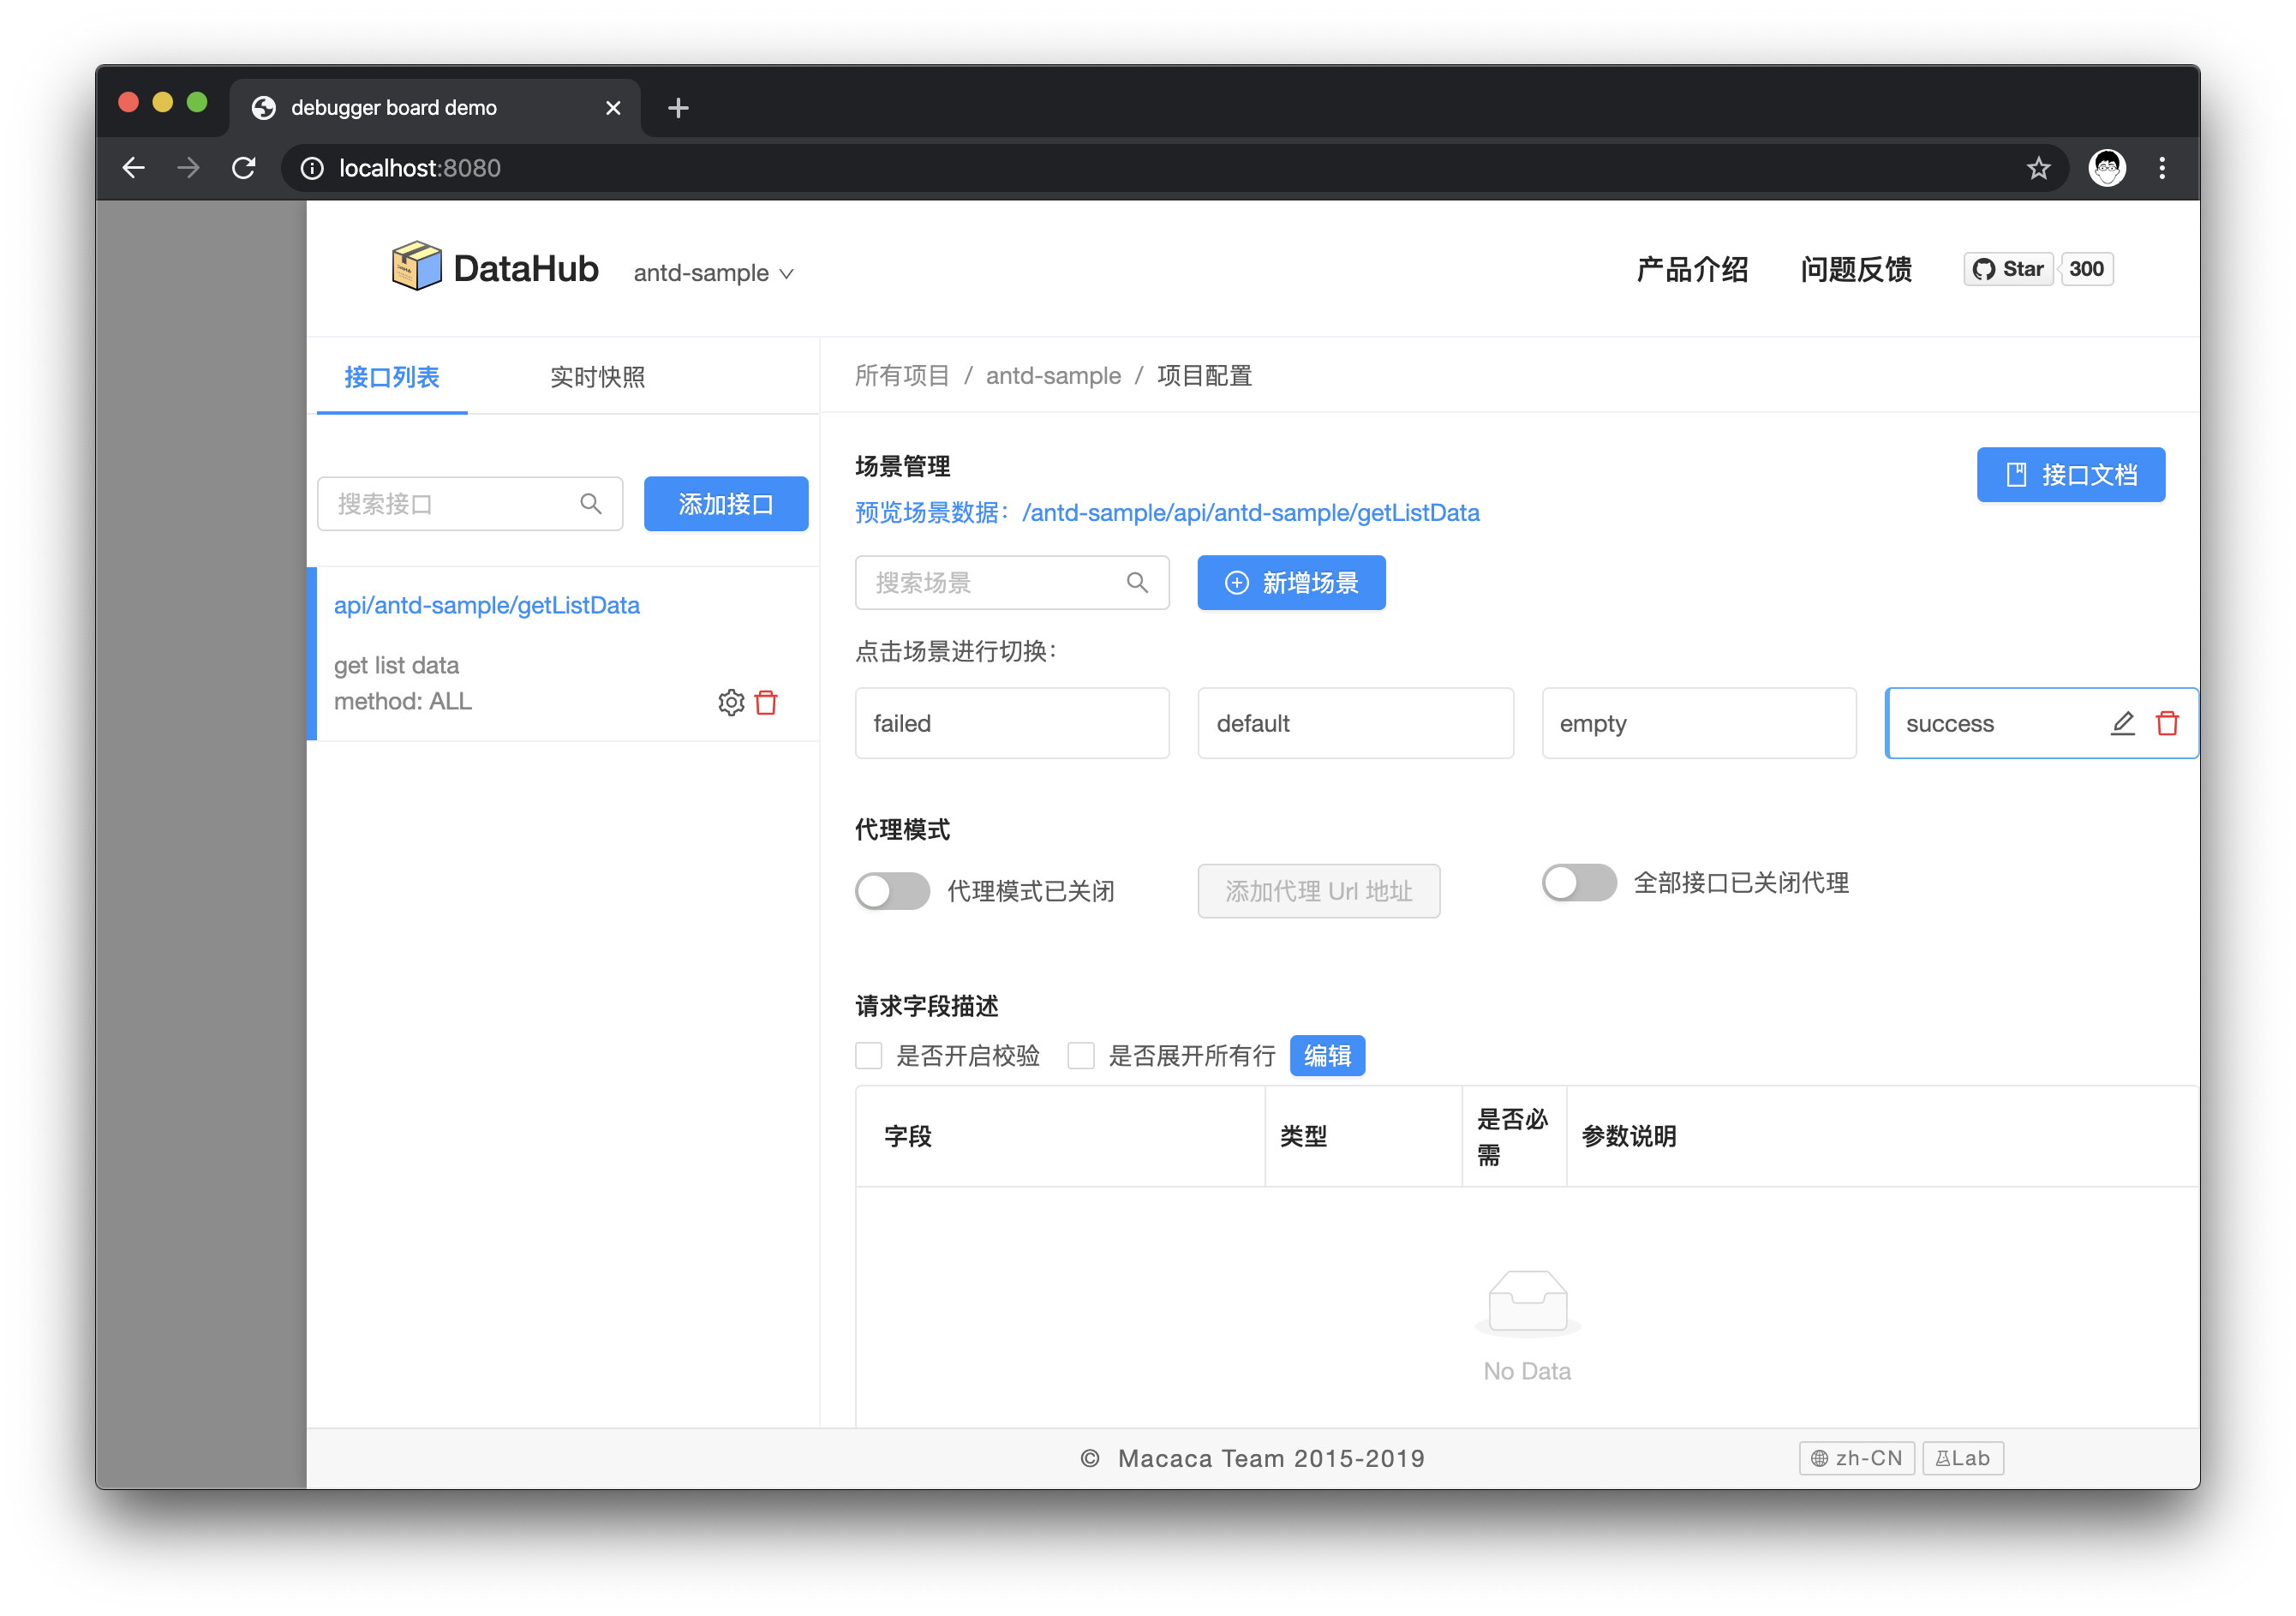 debugger board demo
localhost:8080
DataHub
antd-sample
产品介绍
问题反馈
Star
300
接口列表
实时快照
所有项目 / antd-sample / 项目配置
搜索接口
添加接口
api/antd-sample/getListData
get list data
method: ALL
场景管理
接口文档
预览场景数据：/antd-sample/api/antd-sample/getListData
搜索场景
新增场景
点击场景进行切换：
failed
default
empty
success
代理模式
代理模式已关闭
添加代理 Url 地址
全部接口已关闭代理
请求字段描述
是否开启校验
是否展开所有行
编辑
字段
类型
是否必
需
参数说明
No Data
© Macaca Team 2015-2019
zh-CN
Lab